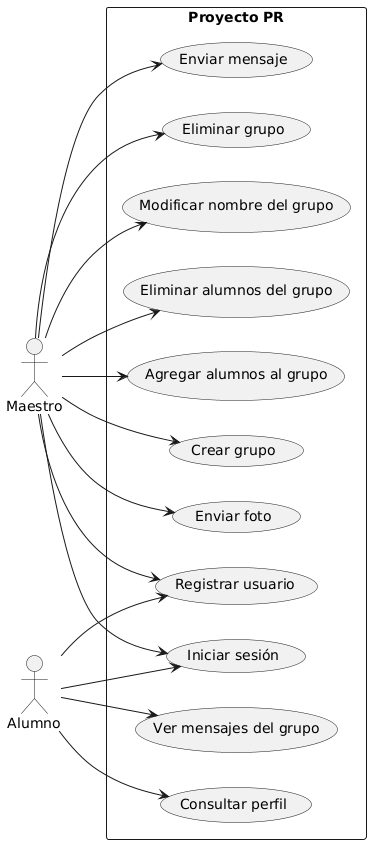 Proyecto PR
Enviar mensaje
Eliminar grupo
Modificar nombre del grupo
Eliminar alumnos del grupo
Agregar alumnos al grupo
Maestro
Crear grupo
Enviar foto
Registrar usuario
Iniciar sesión
Alumno
Ver mensajes del grupo
Consultar perfil